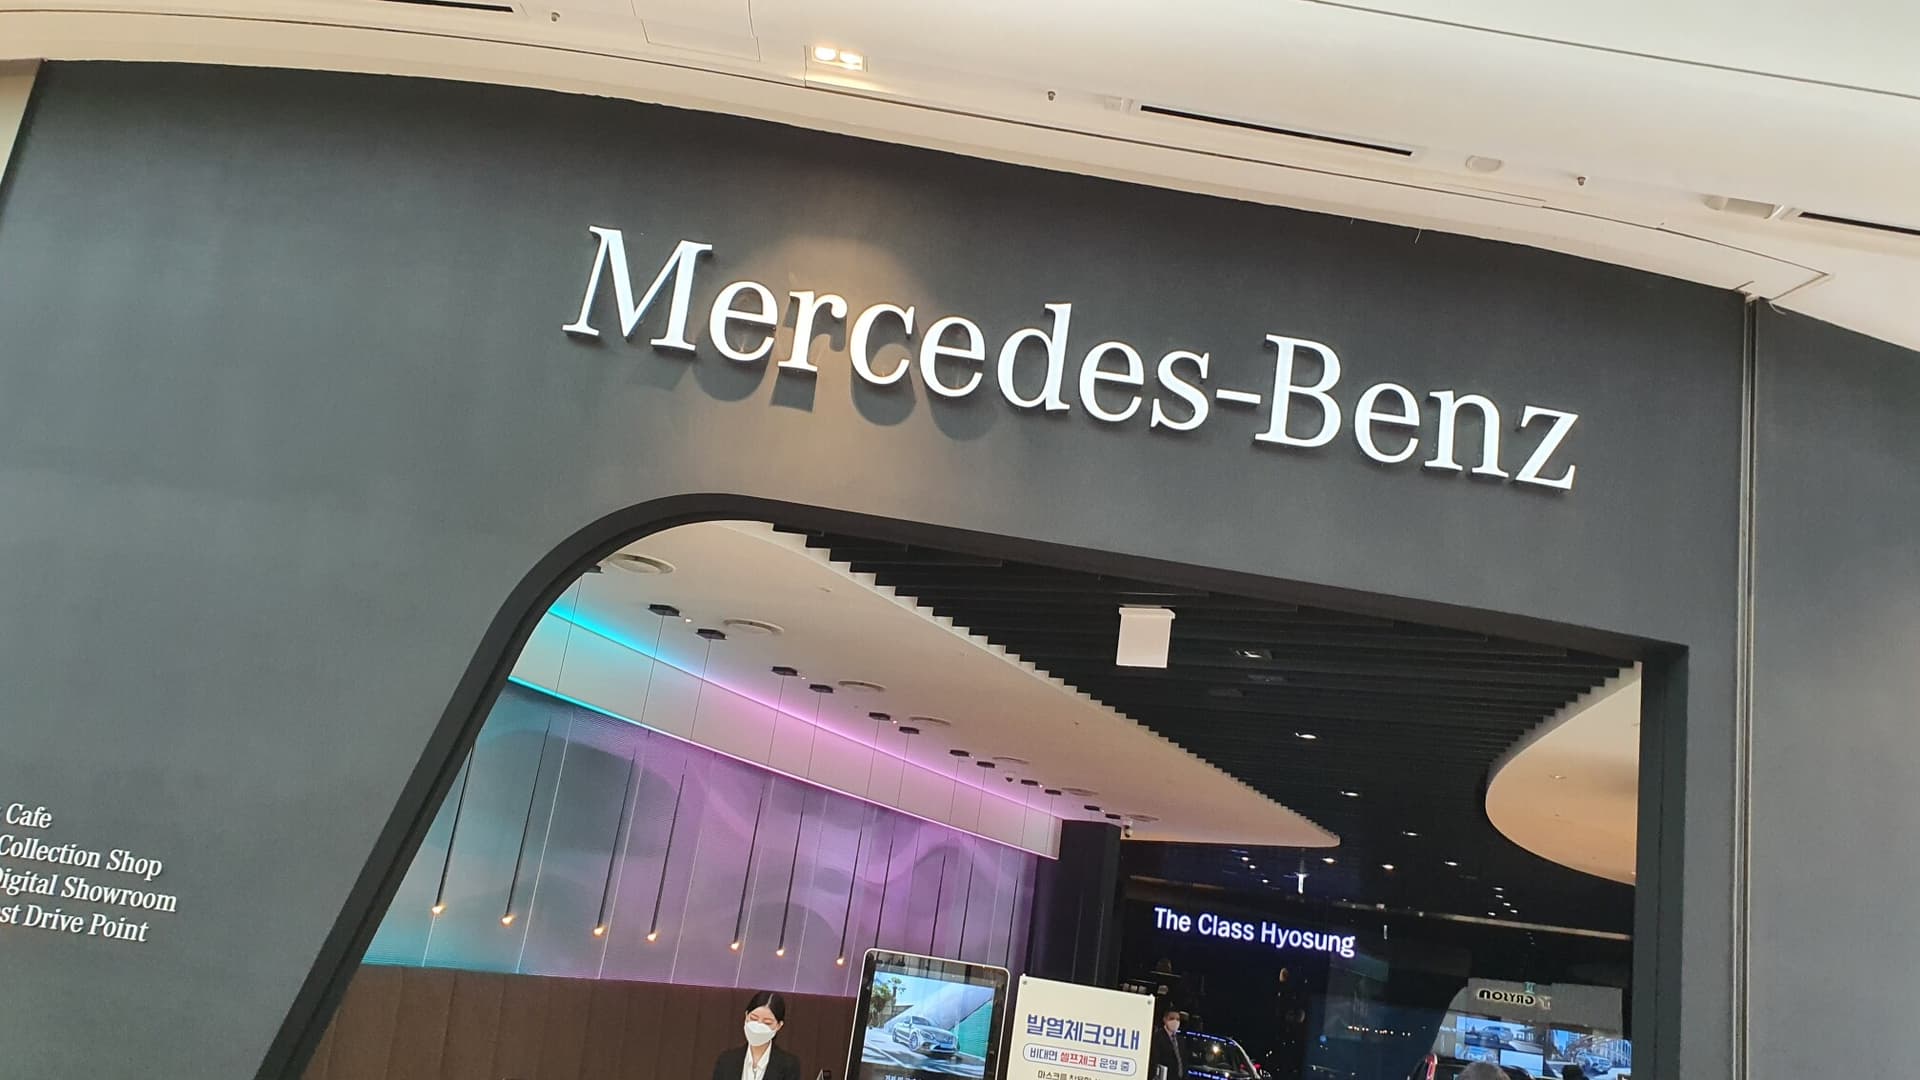 Mercedes-Benz
Cafe
Collection Shop
Digital Showroom
Drive Point
The Class Hyosung
발열체크안내
비대면 셀프체크 운영 중